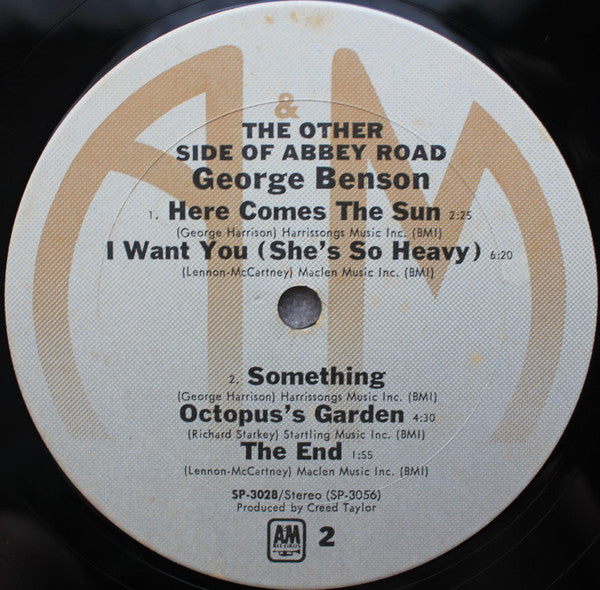 A&M
THE OTHER
SIDE OF ABBEY ROAD
George Benson
1. Here Comes The Sun 2:25
(George Harrison) Harrisongs Music Inc. (BMI)
I Want You (She's So Heavy) 6:20
(Lennon-McCartney) Maclen Music Inc. (BMI)
2. Something
(George Harrison) Harrissongs Music Inc. (BMI)
Octopus's Garden 4:30
(Richard Starkey) Startling Music Inc. (BMI)
The End 1:55
(Lennon-McCartney) Maclen Music Inc. (BMI)
SP-3028/Stereo (SP-3056)
Produced by Creed Taylor
A&M
RECORDS
2